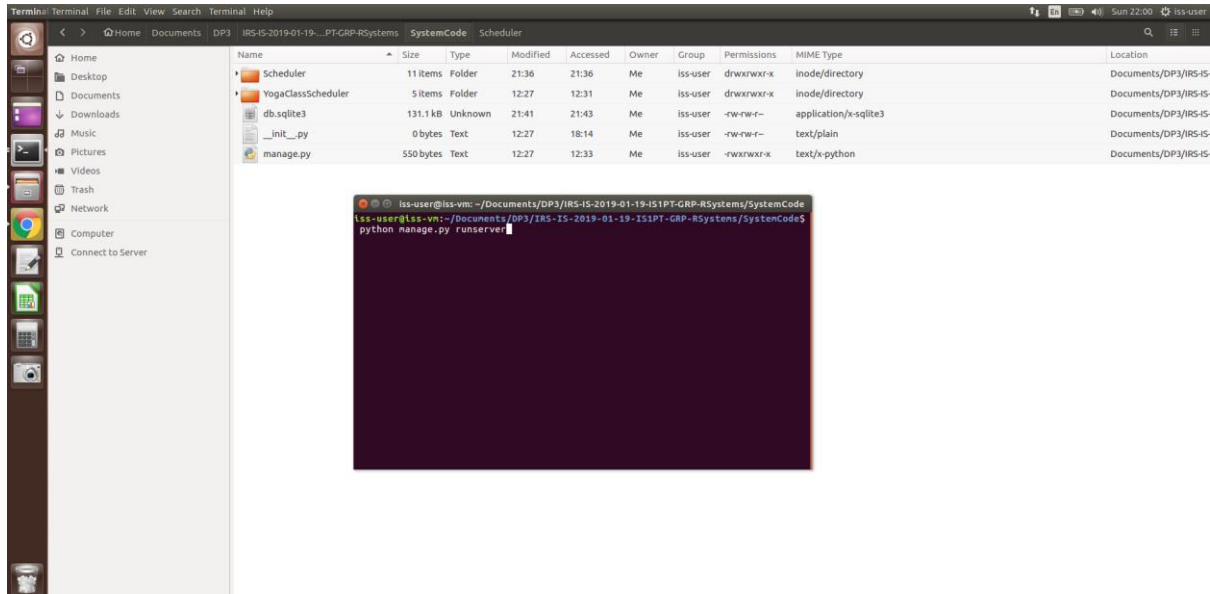 Terminal Terminal File Edit View Search Terminal Help En Sun 22:00 iss-user
Home Documents DP3 IRS-IS-2019-01-19-...PT-GRP-RSystems SystemCode Scheduler
Home
Desktop
Documents
Downloads
Music
Pictures
Videos
Trash
Network
Computer
Connect to Server
Name Size Type Modified Accessed Owner Group Permissions MIME Type Location
Scheduler 11 items Folder 21:36 21:36 Me iss-user drwxrwxr-x inode/directory Documents/DP3/IRS-IS-
YogaClassScheduler 5 items Folder 12:27 12:31 Me iss-user drwxrwxr-x inode/directory Documents/DP3/IRS-IS-
db.sqlite3 131.1 kB Unknown 21:41 21:43 Me iss-user -rw-rw-r-- application/x-sqlite3 Documents/DP3/IRS-IS-
__init__.py 0 bytes Text 12:27 18:14 Me iss-user -rw-rw-r-- text/plain Documents/DP3/IRS-IS-
manage.py 550 bytes Text 12:27 12:33 Me iss-user -rwxrwxr-x text/x-python Documents/DP3/IRS-IS-
iss-user@iss-vm: ~/Documents/DP3/IRS-IS-2019-01-19-IS1PT-GRP-RSystems/SystemCode
iss-user@iss-vm:~/Documents/DP3/IRS-IS-2019-01-19-IS1PT-GRP-RSystems/SystemCode$
python manage.py runserver